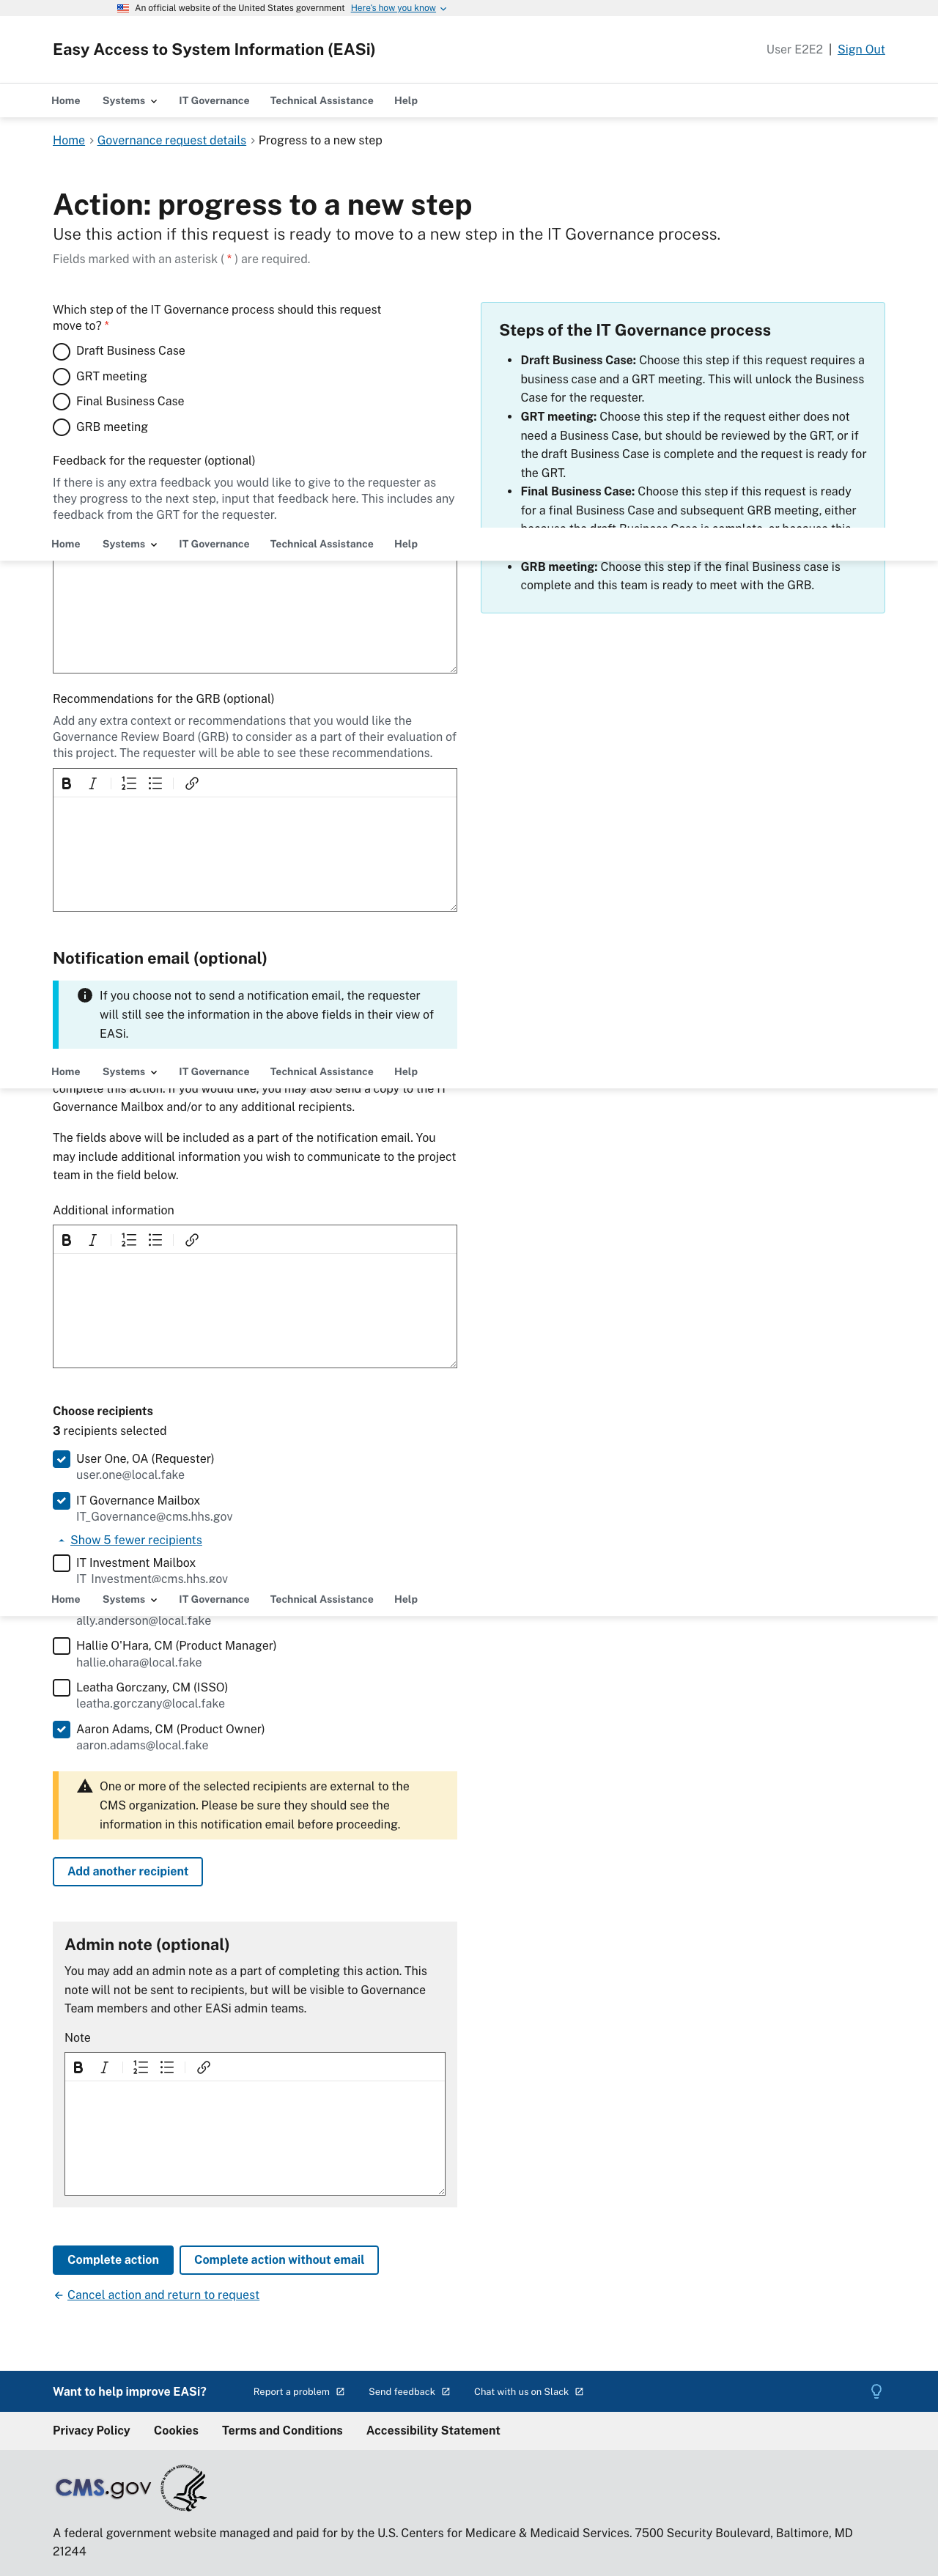 An official website of the United States government Here's how you know
Easy Access to System Information (EASi)
User E2E2 | Sign Out
Home Systems IT Governance Technical Assistance Help
Home > Governance request details > Progress to a new step
Action: progress to a new step
Use this action if this request is ready to move to a new step in the IT Governance process.
Fields marked with an asterisk ( * ) are required.
Which step of the IT Governance process should this request
move to? *
Draft Business Case
GRT meeting
Final Business Case
GRB meeting
Feedback for the requester (optional)
If there is any extra feedback you would like to give to the requester as
they progress to the next step, input that feedback here. This includes any
feedback from the GRT for the requester.
Steps of the IT Governance process
• Draft Business Case: Choose this step if this request requires a
business case and a GRT meeting. This will unlock the Business
Case for the requester.
• GRT meeting: Choose this step if the request either does not
need a Business Case, but should be reviewed by the GRT, or if
the draft Business Case is complete and the request is ready for
the GRT.
• Final Business Case: Choose this step if this request is ready
for a final Business Case and subsequent GRB meeting, either
because the draft Business Case is complete, or because this
Home Systems IT Governance Technical Assistance Help
GRB meeting: Choose this step if the final Business case is
complete and this team is ready to meet with the GRB.
Recommendations for the GRB (optional)
Add any extra context or recommendations that you would like the
Governance Review Board (GRB) to consider as a part of their evaluation of
this project. The requester will be able to see these recommendations.
Notification email (optional)
If you choose not to send a notification email, the requester
will still see the information in the above fields in their view of
EASi.
Home Systems IT Governance Technical Assistance Help
complete this action. If you would like, you may also send a copy to the IT
Governance Mailbox and/or to any additional recipients.
The fields above will be included as a part of the notification email. You
may include additional information you wish to communicate to the project
team in the field below.
Additional information
Choose recipients
3 recipients selected
User One, OA (Requester)
user.one@local.fake
IT Governance Mailbox
IT_Governance@cms.hhs.gov
Show 5 fewer recipients
IT Investment Mailbox
IT_Investment@cms.hhs.gov
Home Systems IT Governance Technical Assistance Help
ally.anderson@local.fake
Hallie O'Hara, CM (Product Manager)
hallie.ohara@local.fake
Leatha Gorczany, CM (ISSO)
leatha.gorczany@local.fake
Aaron Adams, CM (Product Owner)
aaron.adams@local.fake
One or more of the selected recipients are external to the
CMS organization. Please be sure they should see the
information in this notification email before proceeding.
Add another recipient
Admin note (optional)
You may add an admin note as a part of completing this action. This
note will not be sent to recipients, but will be visible to Governance
Team members and other EASi admin teams.
Note
Complete action Complete action without email
Cancel action and return to request
Want to help improve EASi? Report a problem Send feedback Chat with us on Slack
Privacy Policy Cookies Terms and Conditions Accessibility Statement
CMS.gov
A federal government website managed and paid for by the U.S. Centers for Medicare & Medicaid Services. 7500 Security Boulevard, Baltimore, MD
21244